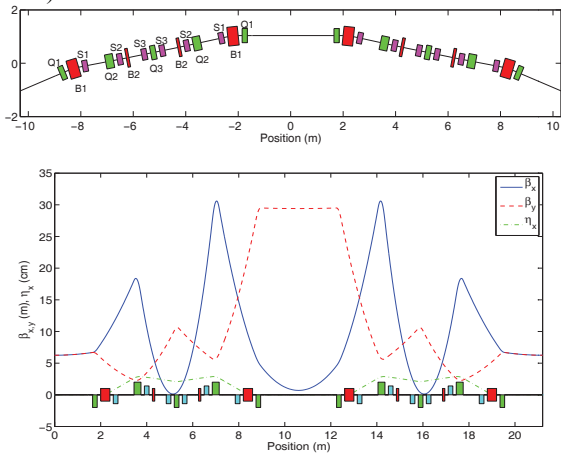 2
0
−2
S1
Q1
S3
S2
S3
S2
S1
Q1
B1
Q2
B2
Q3
B2
Q2
B1
−10
−8
−6
−4
−2
0
2
4
6
8
10
Position (m)
35
30
25
20
15
10
5
0
β_x,y (m), η_x (cm)
β_x
β_y
η_x
0
2
4
6
8
10
12
14
16
18
20
Position (m)